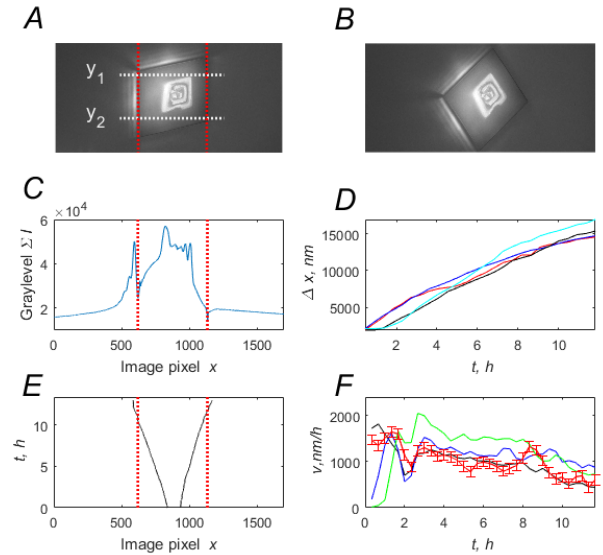 A
B
y1
y2
C
D
× 10^4
6
4
2
Graylevel Σ I
0 500 1000 1500
Image pixel x
15000
10000
5000
Δ x, nm
2 4 6 8 10
t, h
E
F
10
5
0
t, h
0 500 1000 1500
Image pixel x
2000
1000
0
v,nm/h
0 2 4 6 8 10
t, h